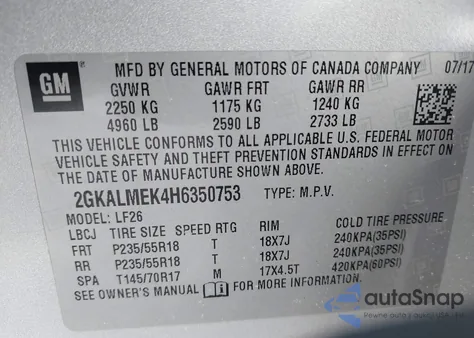 GM
MFD BY GENERAL MOTORS OF CANADA COMPANY 07/17
GVWR GAWR FRT GAWR RR
2250 KG 1175 KG 1240 KG
4960 LB 2590 LB 2733 LB
THIS VEHICLE CONFORMS TO ALL APPLICABLE U.S. FEDERAL MOTOR
VEHICLE SAFETY AND THEFT PREVENTION STANDARDS IN EFFECT ON
THE DATE OF MANUFACTURE SHOWN ABOVE.
2GKALMEK4H6350753 TYPE: M.P.V.
MODEL: LF26
LBCJ TIRE SIZE SPEED RTG RIM COLD TIRE PRESSURE
FRT P235/55R18 T 18X7J 240KPA(35PSI)
RR P235/55R18 T 18X7J 240KPA(35PSI)
SPA T145/70R17 M 17X4.5T 420KPA(60PSI)
SEE OWNER'S MANUAL FOR MORE INFORMATION.
autoSnap